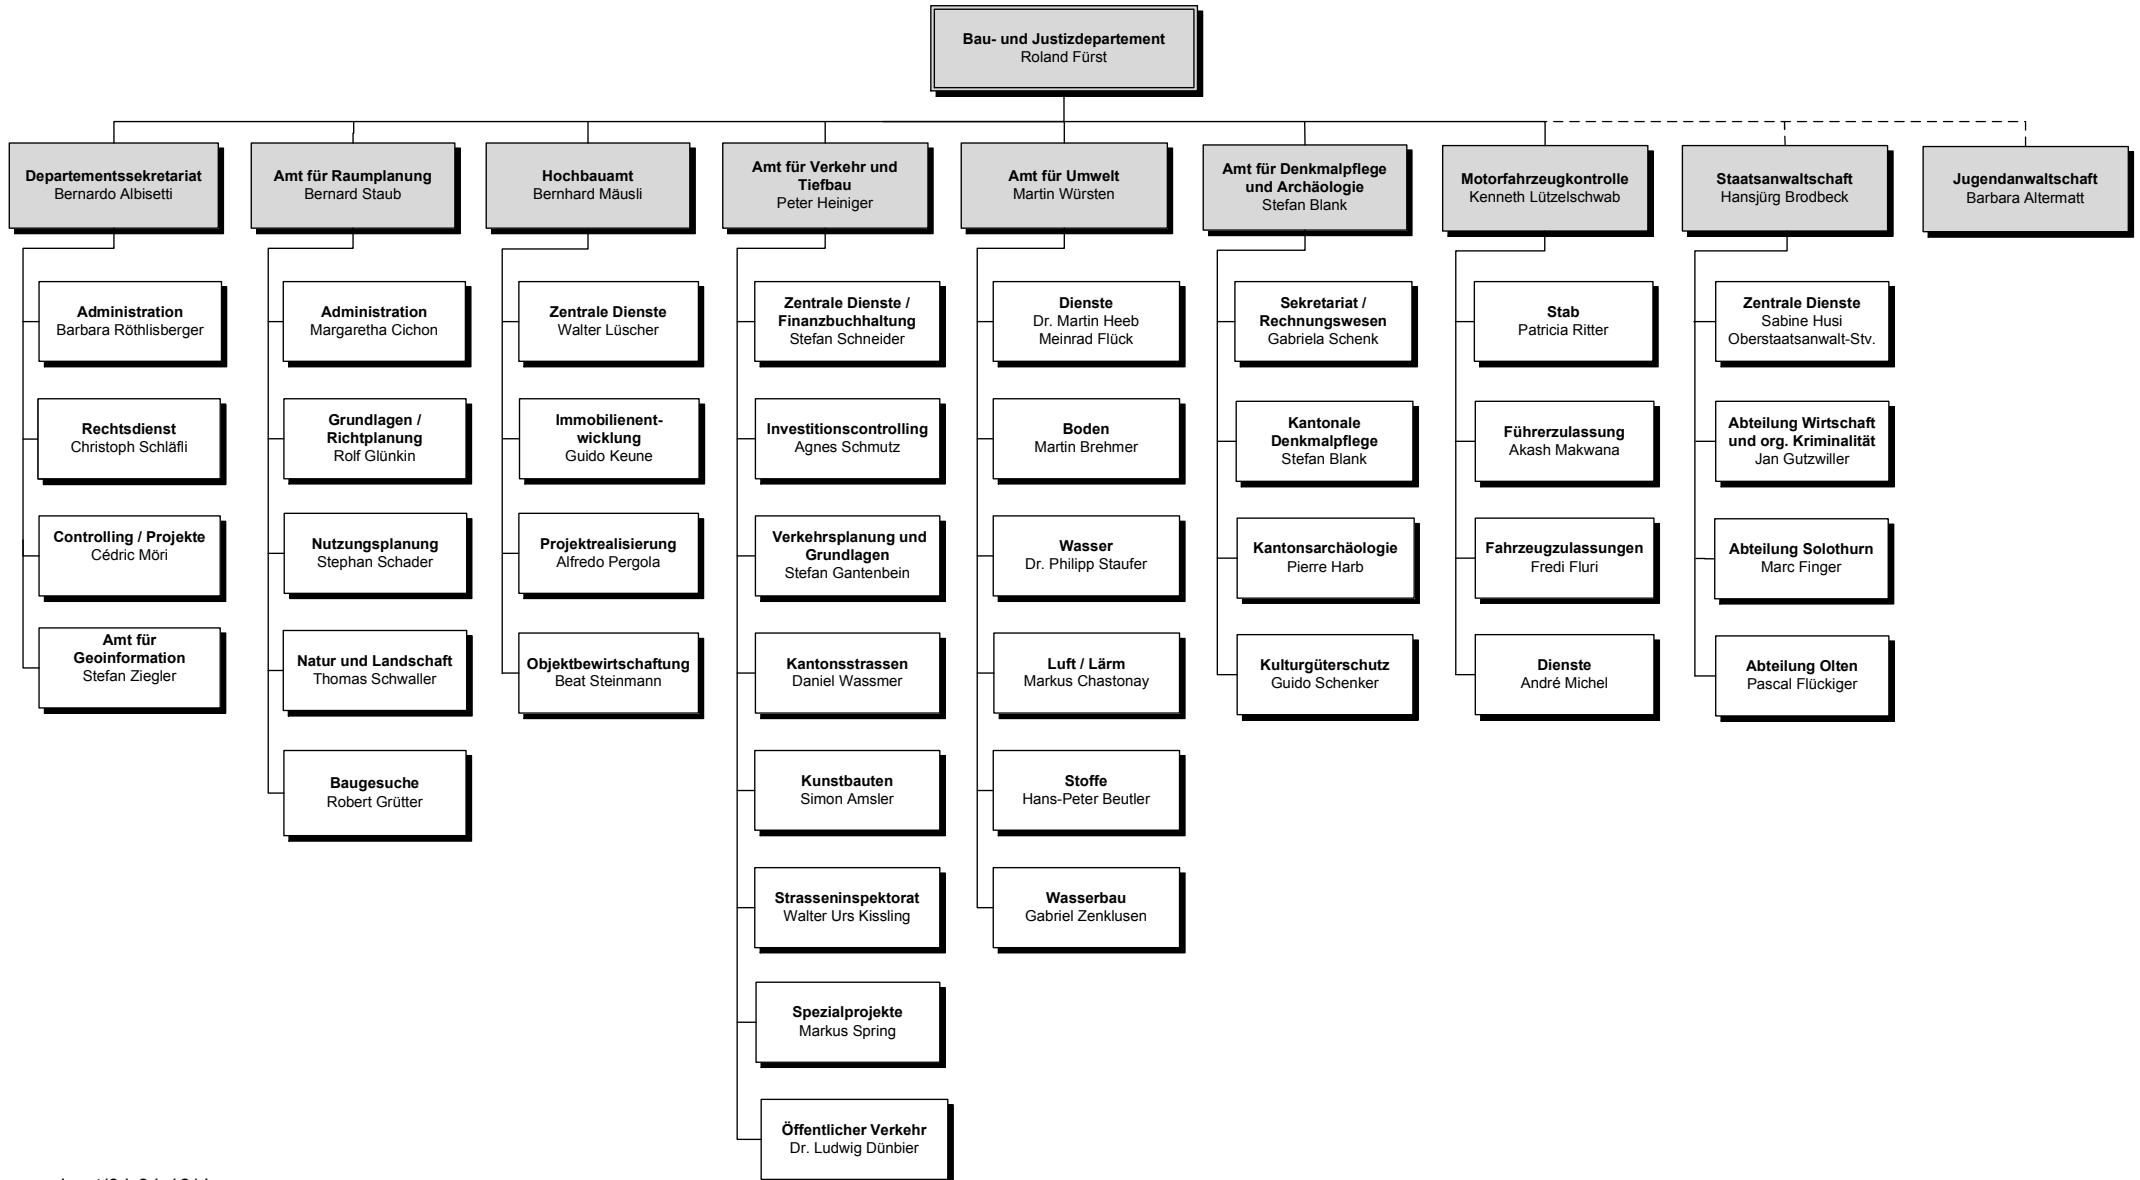 Bau- und Justizdepartement
Roland Fürst
Departementssekretariat
Bernardo Albisetti
Amt für Raumplanung
Bernard Staub
Hochbauamt
Bernhard Mäusli
Amt für Verkehr und
Tiefbau
Peter Heiniger
Amt für Umwelt
Martin Würsten
Amt für Denkmalpflege
und Archäologie
Stefan Blank
Motorfahrzeugkontrolle
Kenneth Lützelschwab
Staatsanwaltschaft
Hansjürg Brodbeck
Jugendanwaltschaft
Barbara Altermatt
Administration
Barbara Röthlisberger
Rechtsdienst
Christoph Schläfli
Controlling / Projekte
Cédric Möri
Amt für
Geoinformation
Stefan Ziegler
Administration
Margaretha Cichon
Grundlagen /
Richtplanung
Rolf Glünkin
Nutzungsplanung
Stephan Schader
Natur und Landschaft
Thomas Schwaller
Baugesuche
Robert Grütter
Zentrale Dienste
Walter Lüscher
Immobilienent-
wicklung
Guido Keune
Projektrealisierung
Alfredo Pergola
Objektbewirtschaftung
Beat Steinmann
Zentrale Dienste /
Finanzbuchhaltung
Stefan Schneider
Investitionscontrolling
Agnes Schmutz
Verkehrsplanung und
Grundlagen
Stefan Gantenbein
Kantonsstrassen
Daniel Wassmer
Kunstbauten
Simon Amsler
Strasseninspektorat
Walter Urs Kissling
Spezialprojekte
Markus Spring
Öffentlicher Verkehr
Dr. Ludwig Dünbier
Dienste
Dr. Martin Heeb
Meinrad Flück
Boden
Martin Brehmer
Wasser
Dr. Philipp Staufer
Luft / Lärm
Markus Chastonay
Stoffe
Hans-Peter Beutler
Wasserbau
Gabriel Zenklusen
Sekretariat /
Rechnungswesen
Gabriela Schenk
Kantonale
Denkmalpflege
Stefan Blank
Kantonsarchäologie
Pierre Harb
Kulturgüterschutz
Guido Schenker
Stab
Patricia Ritter
Führerzulassung
Akash Makwana
Fahrzeugzulassungen
Fredi Fluri
Dienste
André Michel
Zentrale Dienste
Sabine Husi
Oberstaatsanwalt-Stv.
Abteilung Wirtschaft
und org. Kriminalität
Jan Gutzwiller
Abteilung Solothurn
Marc Finger
Abteilung Olten
Pascal Flückiger